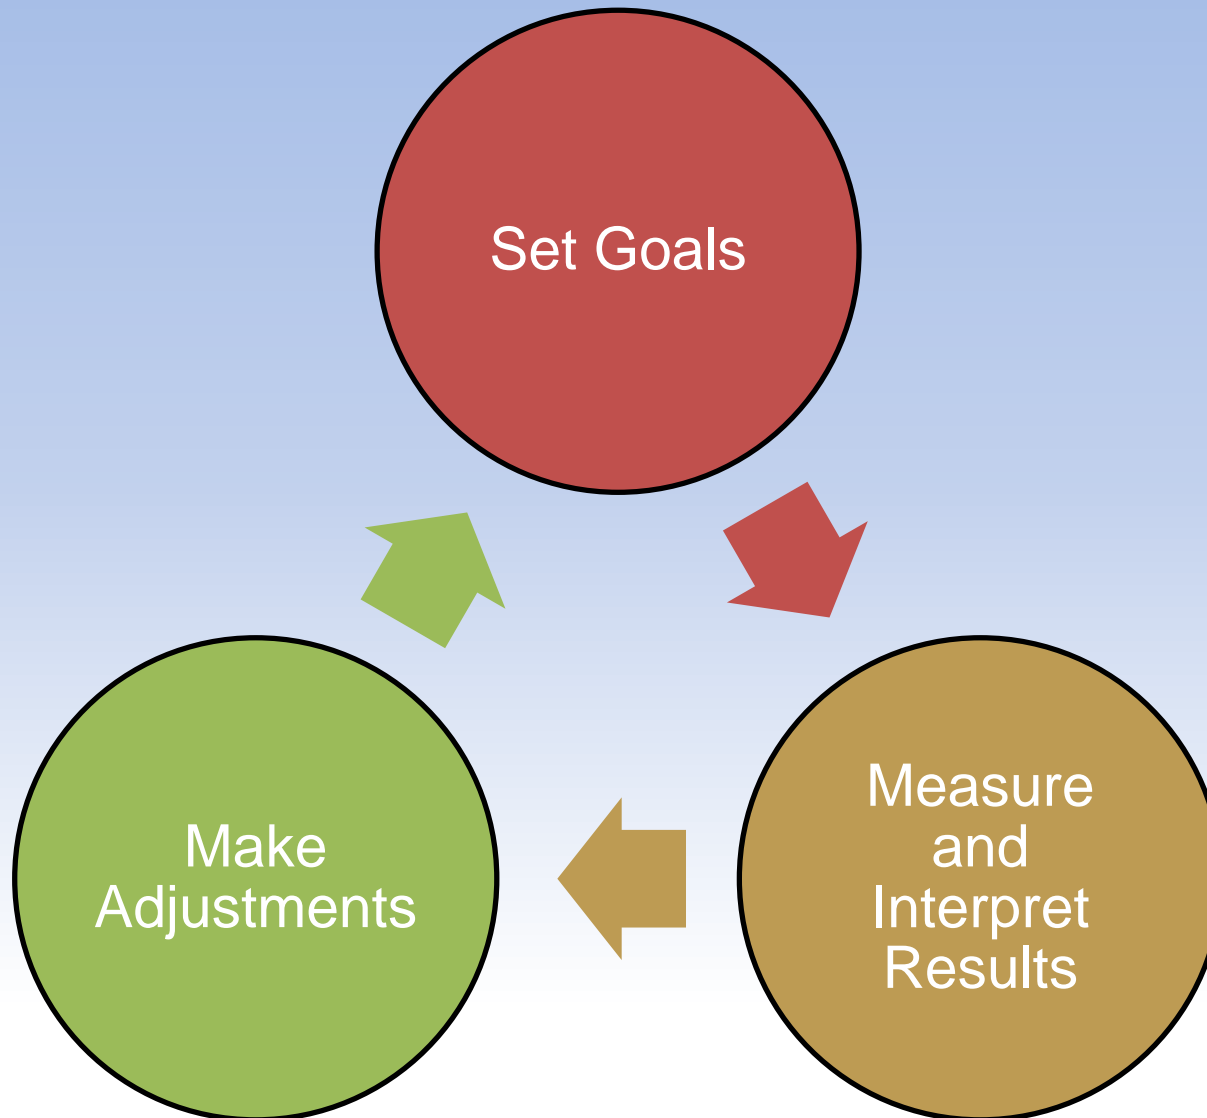 Set Goals
Measure
and
Interpret
Results
Make
Adjustments